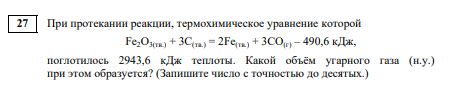 27 При протекании реакции, термохимическое уравнение которой
Fe₂O₃(тв.) + 3C(тв.) = 2Fe(тв.) + 3CO(г) – 490,6 кДж,
поглотилось 2943,6 кДж теплоты. Какой объём угарного газа (н.у.)
при этом образуется? (Запишите число с точностью до десятых.)